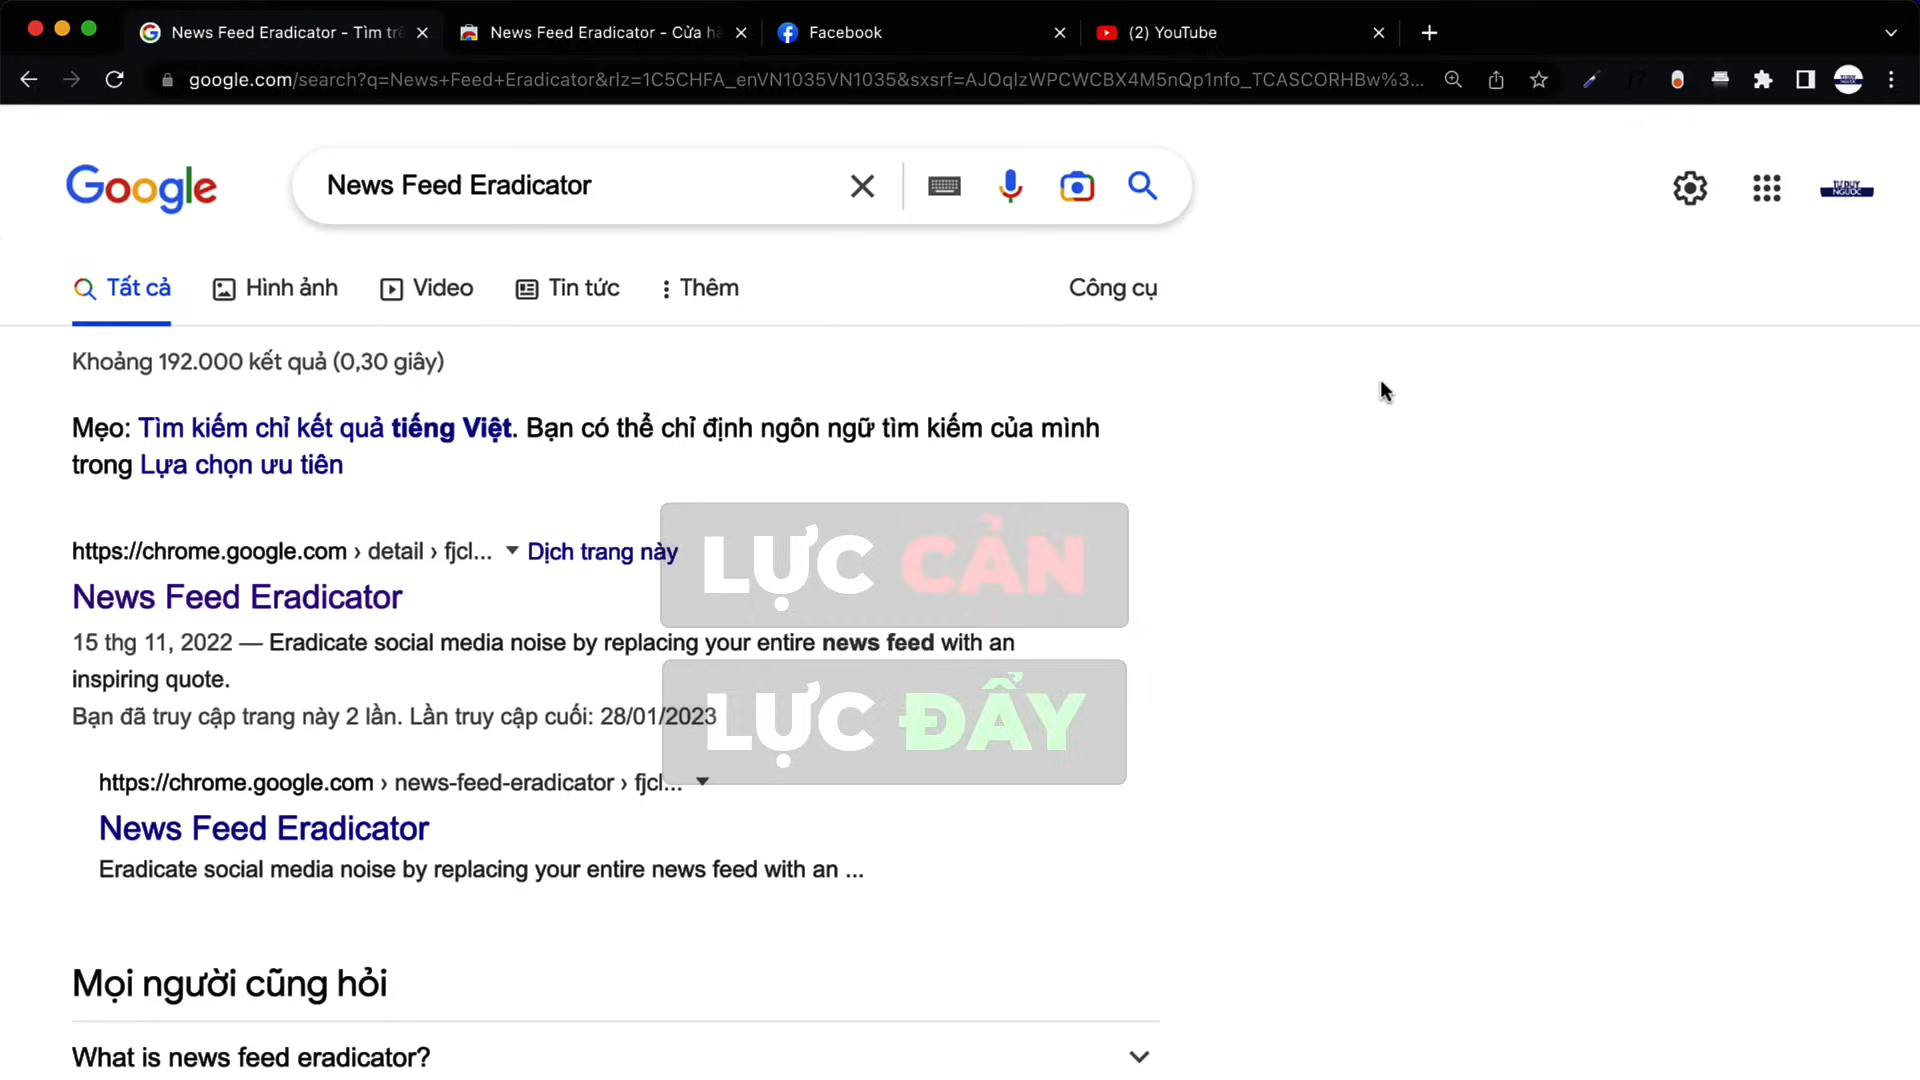 News Feed Eradicator - Tìm trê
News Feed Eradicator - Cửa hà
Facebook
(2) YouTube
google.com/search?q=News+Feed+Eradicator&rlz=1C5CHFA_enVN1035VN1035&sxsrf=AJOqlzWPCWCBX4M5nQp1nfo_TCASCORHBw%3...
Google
News Feed Eradicator
TƯ DUY
NGƯỢC
Tất cả
Hình ảnh
Video
Tin tức
Thêm
Công cụ
Khoảng 192.000 kết quả (0,30 giây)
Mẹo: Tìm kiếm chỉ kết quả tiếng Việt. Bạn có thể chỉ định ngôn ngữ tìm kiếm của mình
trong Lựa chọn ưu tiên
https://chrome.google.com › detail › fjcl... Dịch trang này
LỰC CẢN
News Feed Eradicator
15 thg 11, 2022 — Eradicate social media noise by replacing your entire news feed with an
inspiring quote.
Bạn đã truy cập trang này 2 lần. Lần truy cập cuối: 28/01/2023
LỰC ĐẨY
https://chrome.google.com › news-feed-eradicator › fjcl...
News Feed Eradicator
Eradicate social media noise by replacing your entire news feed with an ...
Mọi người cũng hỏi
What is news feed eradicator?